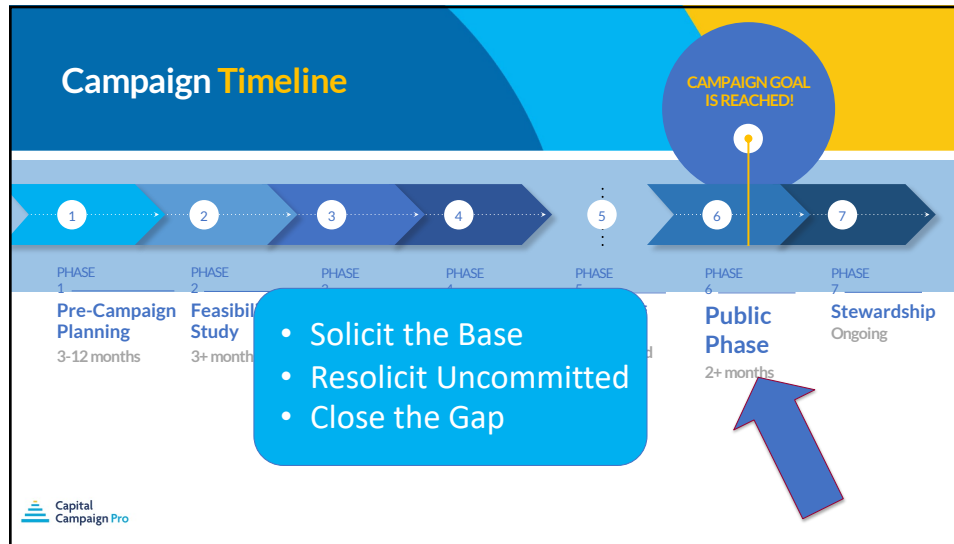 Campaign Timeline
CAMPAIGN GOAL
IS REACHED!
1
2
3
4
5
6
7
PHASE
1
Pre-Campaign
Planning
3-12 months
PHASE
2
Study
3+
PHASE
PHASE
PHASE
PHASE
6
Public
Phase
2+ months
PHASE
7
Stewardship
Ongoing
• Solicit the Base
• Resolicit Uncommitted
• Close the Gap
Capital
Campaign Pro